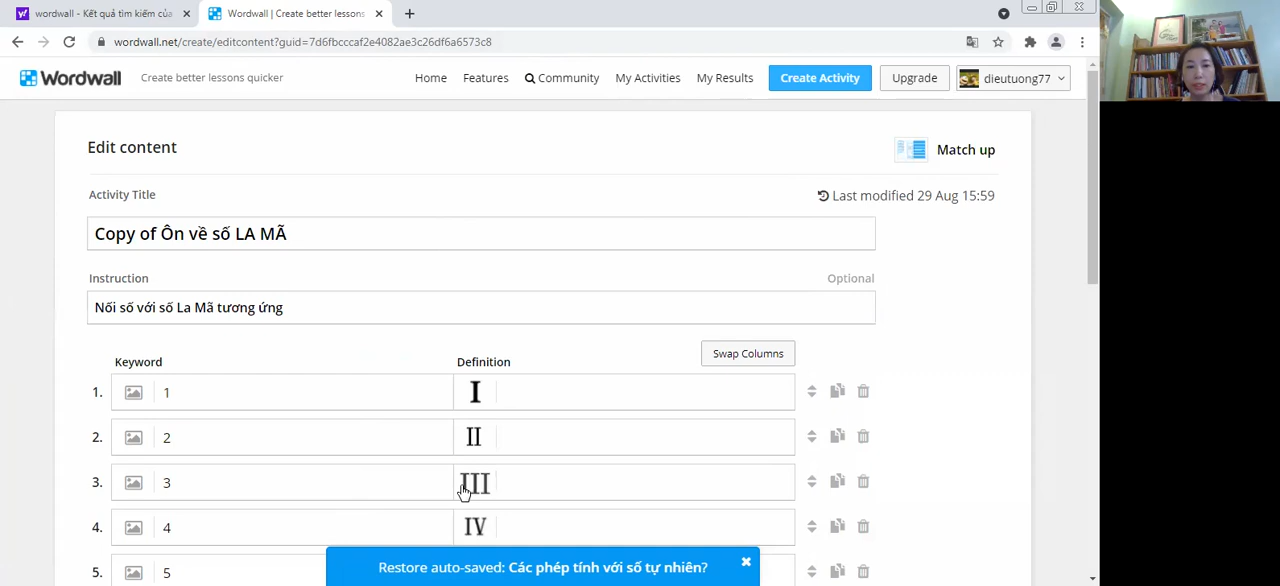 wordwall - Kết quả tìm kiếm củ
Wordwall | Create better lessons
wordwall.net/create/editcontent?guid=7d6fbcccaf2e4082ae3c26df6a6573c8
Wordwall
Create better lessons quicker
Home
Features
Community
My Activities
My Results
Create Activity
Upgrade
dieutuong77
Edit content
Match up
Activity Title
Last modified 29 Aug 15:59
Copy of Ôn về số LA MÃ
Instruction
Optional
Nối số với số La Mã tương ứng
Keyword
Definition
Swap Columns
1. 1 I
2. 2 II
3. 3 III
4. 4 IV
5. 5
Restore auto-saved: Các phép tính với số tự nhiên?